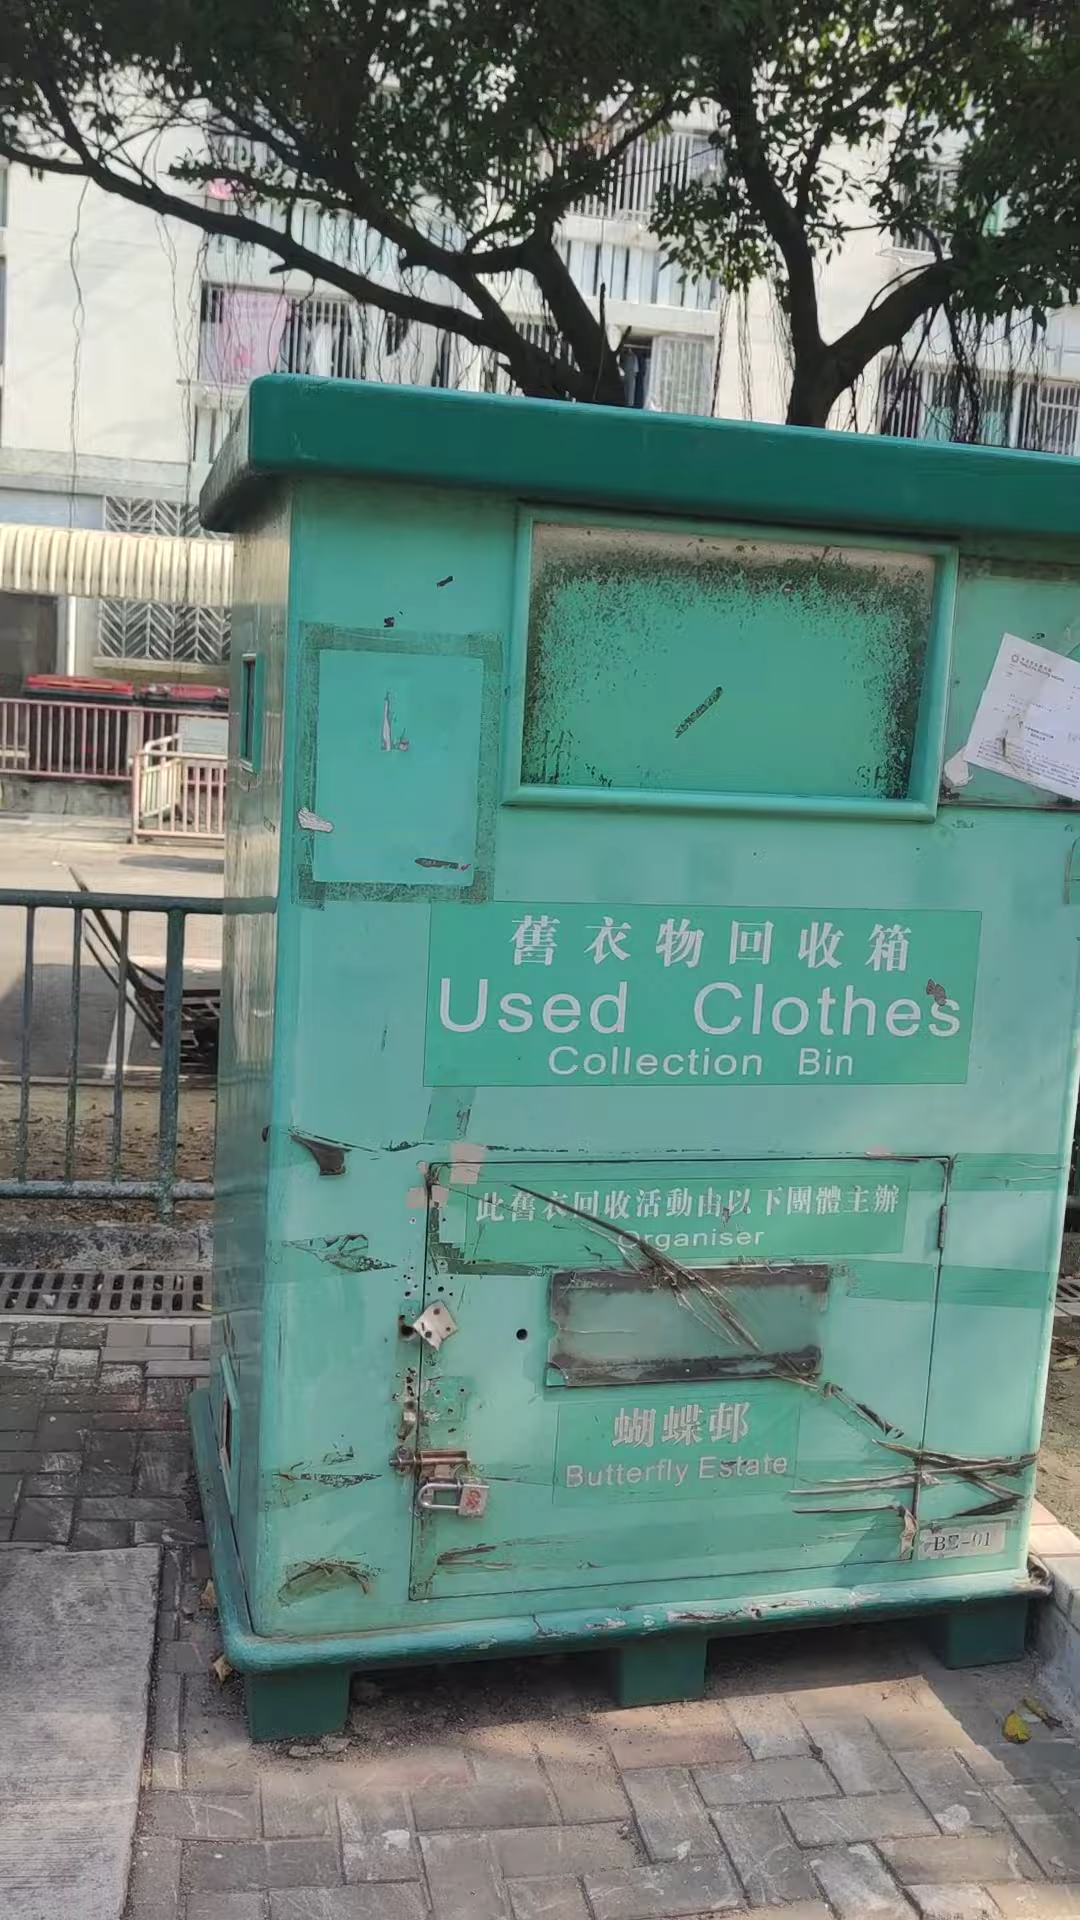 舊衣物回收箱
Used Clothes
Collection Bin
此舊衣回收活動由以下團體主辦
Organiser
蝴蝶邨
Butterfly Estate
BE-01